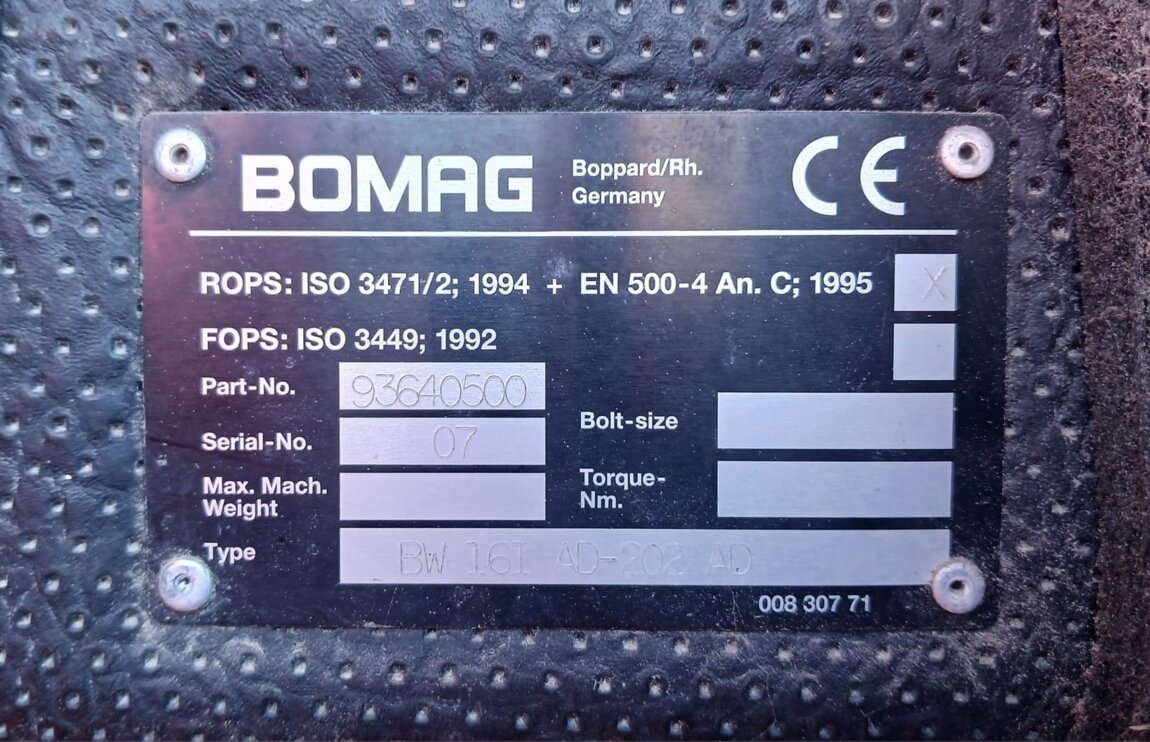 BOMAG Boppard/Rh. CE
Germany
ROPS: ISO 3471/2; 1994 + EN 500-4 An. C; 1995 X
FOPS: ISO 3449; 1992
Part-No. 93640500
Bolt-size
Serial-No. 07
Max. Mach. Weight
Torque-Nm.
Type BW 161 AD-202 AD
008 307 71